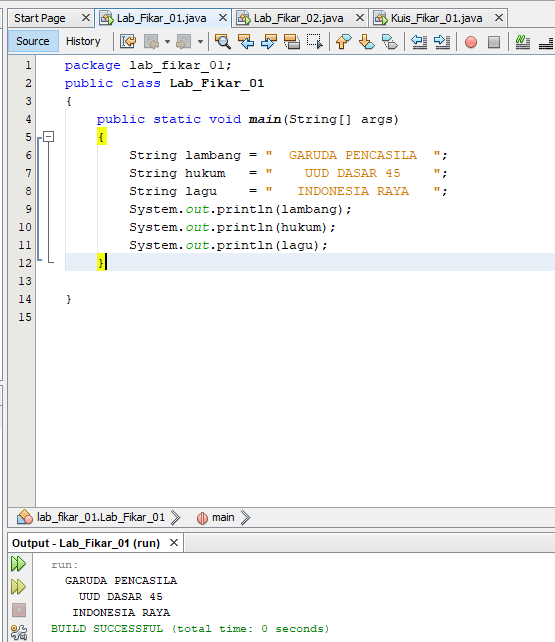 Start Page Lab_Fikar_01.java Lab_Fikar_02.java Kuis_Fikar_01.java
Source History
1 package lab_fikar_01;
2 public class Lab_Fikar_01
3 {
4 public static void main(String[] args)
5 {
6 String lambang = "  GARUDA PENCASILA  ";
7 String hukum   = "    UUD DASAR 45    ";
8 String lagu    = "   INDONESIA RAYA   ";
9 System.out.println(lambang);
10 System.out.println(hukum);
11 System.out.println(lagu);
12 }
13
14 }
15
lab_fikar_01.Lab_Fikar_01 main
Output - Lab_Fikar_01 (run)
run:
GARUDA PENCASILA
UUD DASAR 45
INDONESIA RAYA
BUILD SUCCESSFUL (total time: 0 seconds)